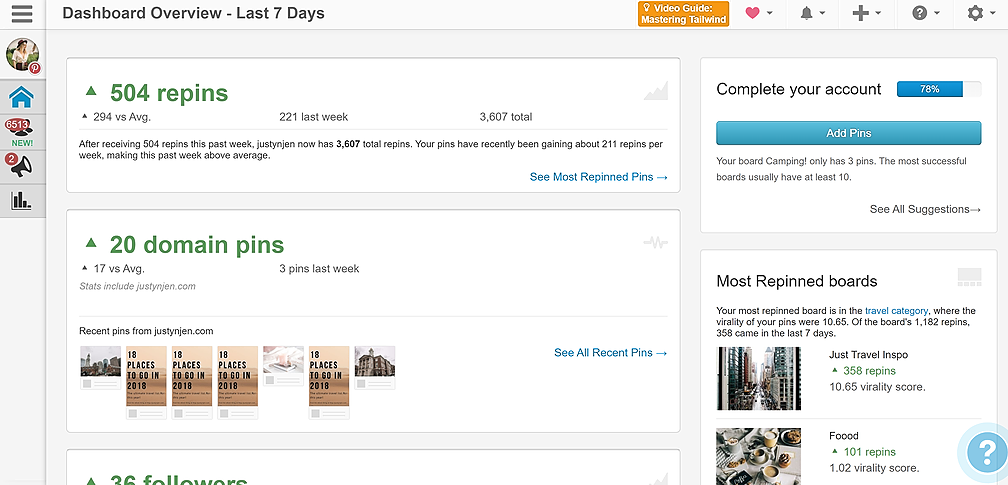 Dashboard Overview - Last 7 Days
Video Guide:
Mastering Tailwind
6513
NEW!
2
504 repins
294 vs Avg.
221 last week
3,607 total
After receiving 504 repins this past week, justynjen now has 3,607 total repins. Your pins have recently been gaining about 211 repins per
week, making this past week above average.
See Most Repinned Pins →
20 domain pins
17 vs Avg.
3 pins last week
Stats include justynjen.com
Recent pins from justynjen.com
18
PLACES
TO GO IN
2018
18
PLACES
TO GO IN
2018
18
PLACES
TO GO IN
2018
18
PLACES
TO GO IN
2018
See All Recent Pins →
36 followers
Complete your account
78%
Add Pins
Your board Camping! only has 3 pins. The most successful
boards usually have at least 10.
See All Suggestions→
Most Repinned boards
Your most repinned board is in the travel category, where the
virality of your pins were 10.65. Of the board's 1,182 repins,
358 came in the last 7 days.
Just Travel Inspo
358 repins
10.65 virality score.
Foood
101 repins
1.02 virality score.
?